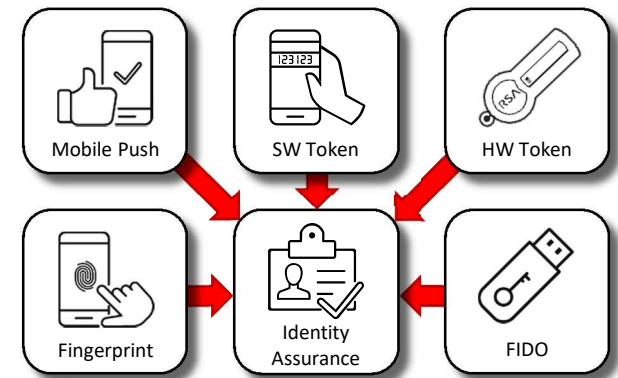 123123
RSA
Mobile Push
SW Token
HW Token
Fingerprint
Identity
Assurance
FIDO